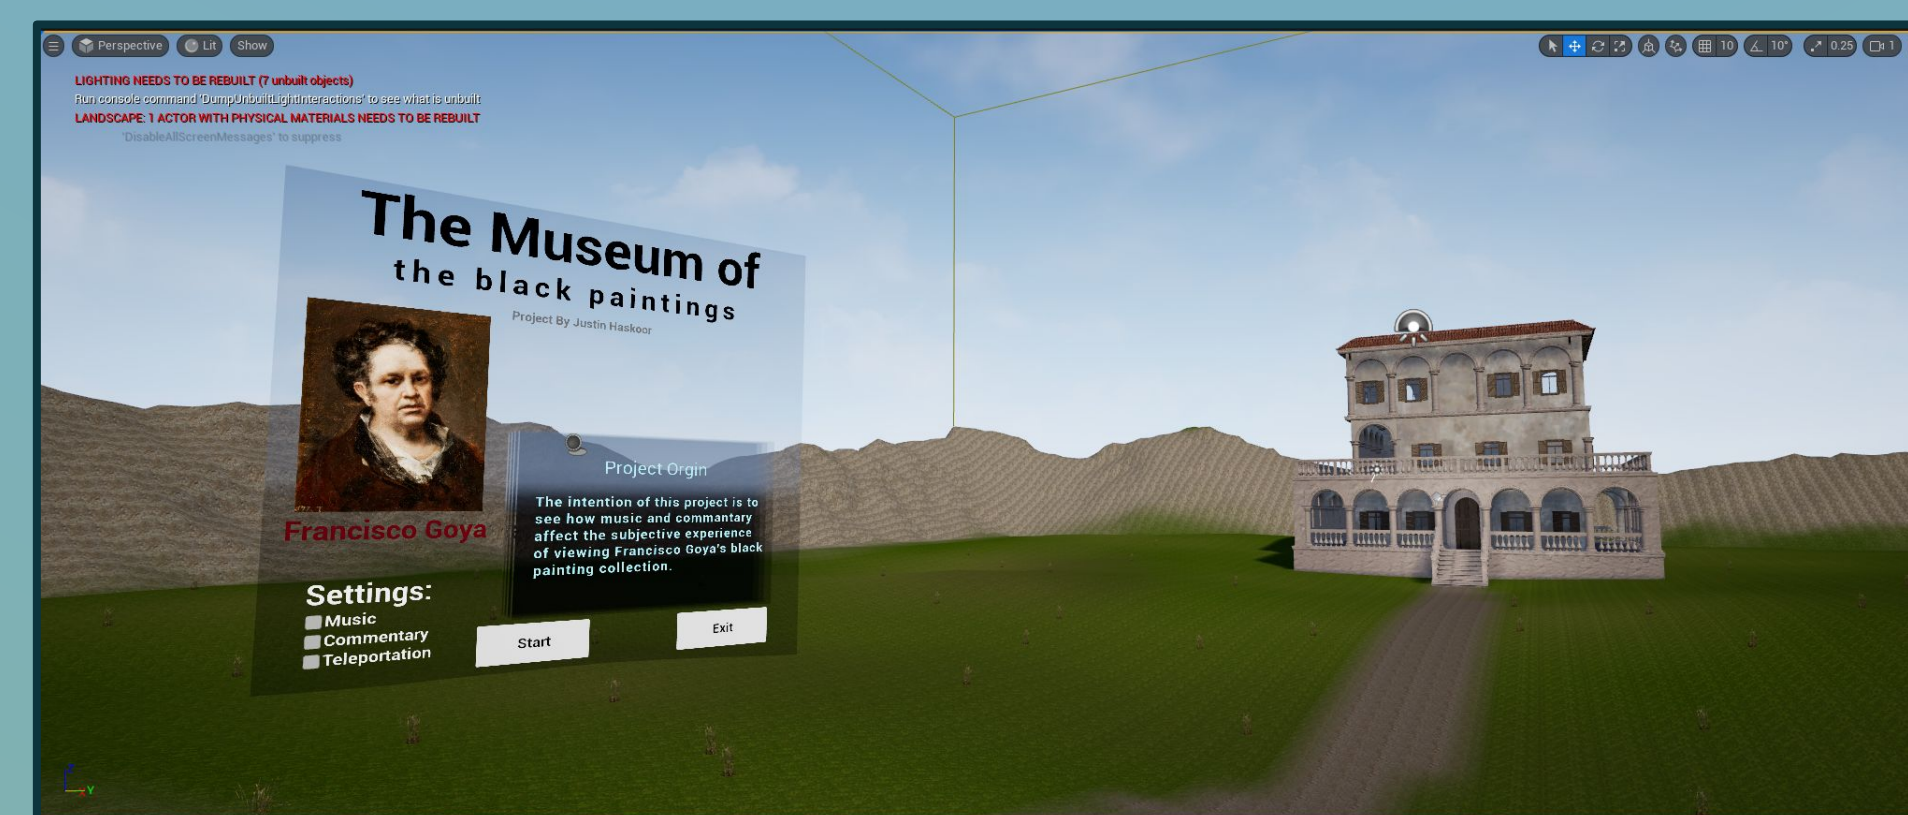 Perspective
Lit
Show
10
10°
0.25
1
LIGHTING NEEDS TO BE REBUILT (7 unbuilt objects)
Run console command 'DumpUnbuiltLightInteractions' to see what is unbuilt
LANDSCAPE: 1 ACTOR WITH PHYSICAL MATERIALS NEEDS TO BE REBUILT
'DisableAllScreenMessages' to suppress
The Museum of
the black paintings
Project By Justin Haskoor
Francisco Goya
Project Orgin
The intention of this project is to
see how music and commantary
affect the subjective experience
of viewing Francisco Goya's black
painting collection.
Settings:
Music
Commentary
Teleportation
Start
Exit
Y